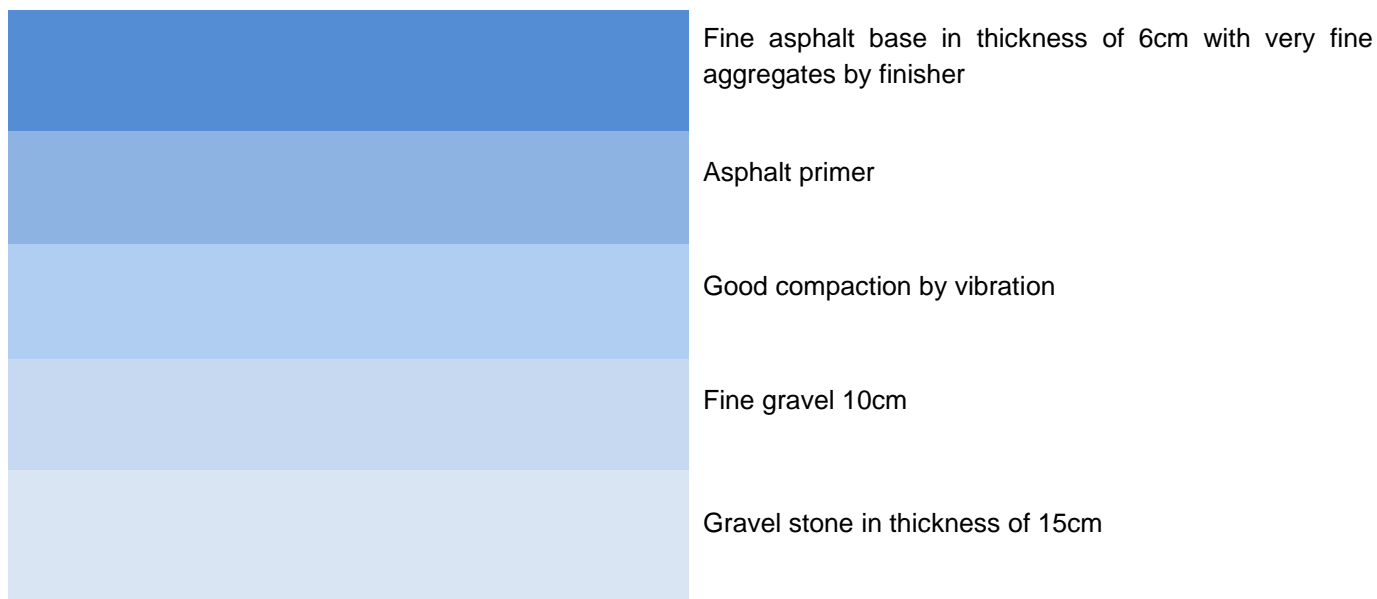 Fine asphalt base in thickness of 6cm with very fine
aggregates by finisher
Asphalt primer
Good compaction by vibration
Fine gravel 10cm
Gravel stone in thickness of 15cm